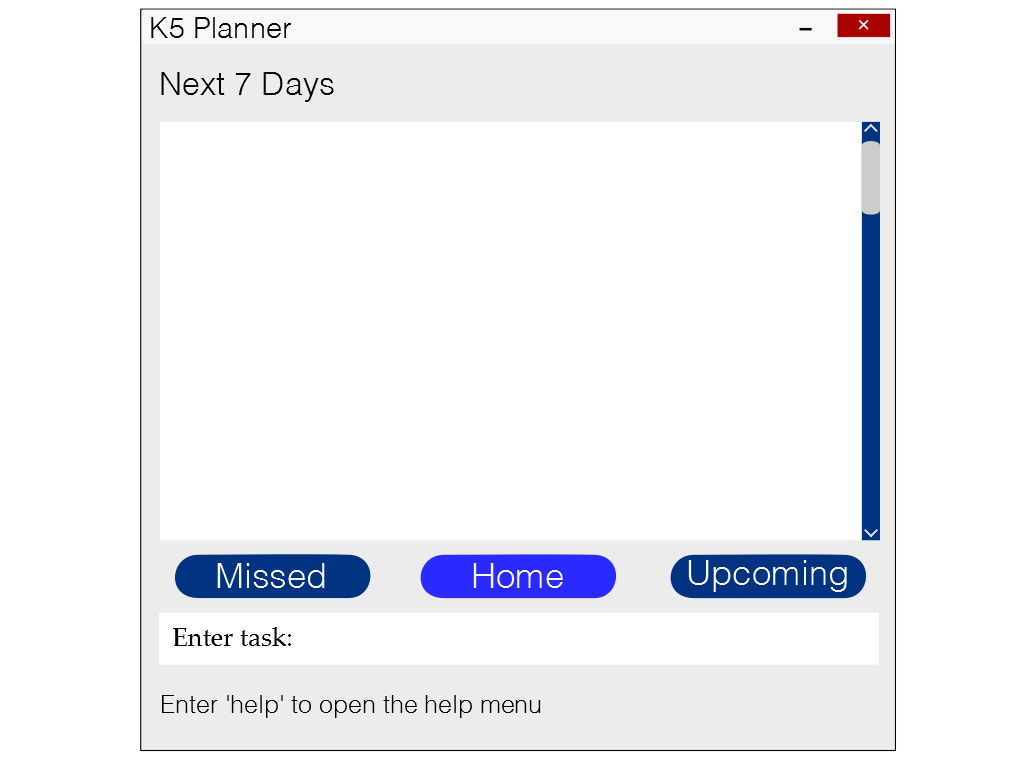 K5 Planner
Next 7 Days
Missed
Home
Upcoming
Enter task:
Enter 'help' to open the help menu